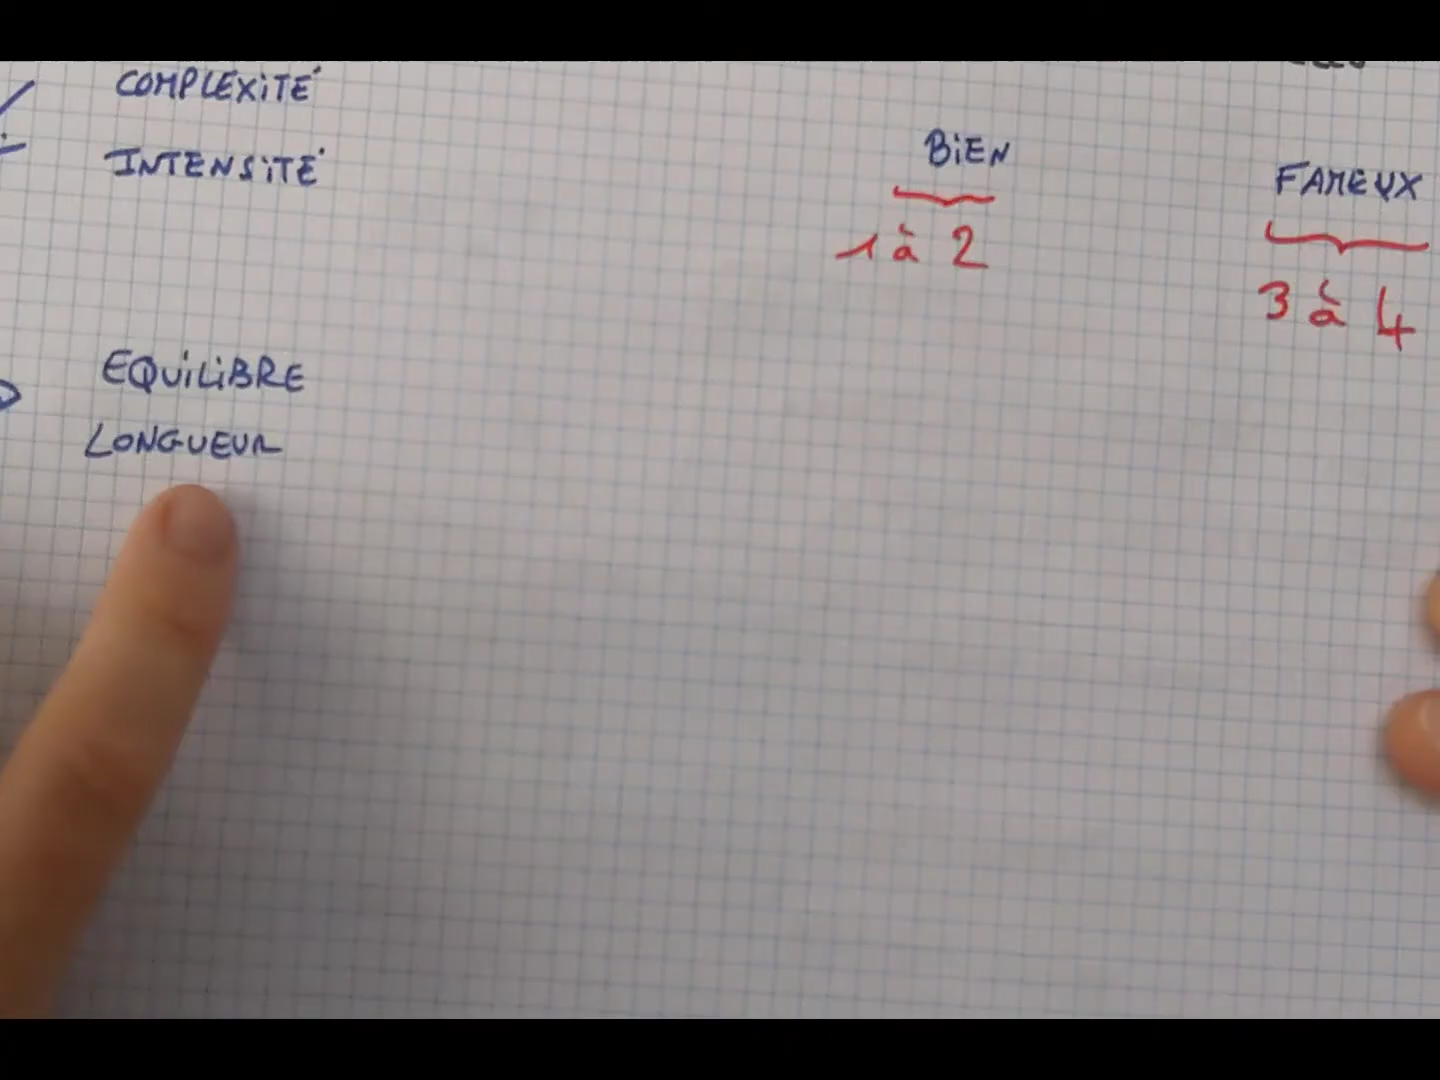 COMPLEXITÉ
INTENSITÉ
BIEN
1 à 2
FAMEUX
3 à 4
EQUILIBRE
LONGUEUR